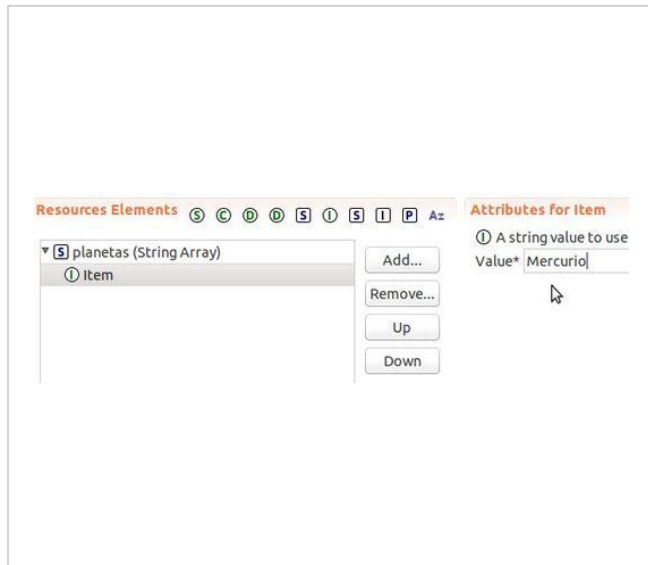 Resources Elements S C D D S I S I P Az
S planetas (String Array)
I Item
Add...
Remove...
Up
Down
Attributes for Item
I A string value to use
Value* Mercurio